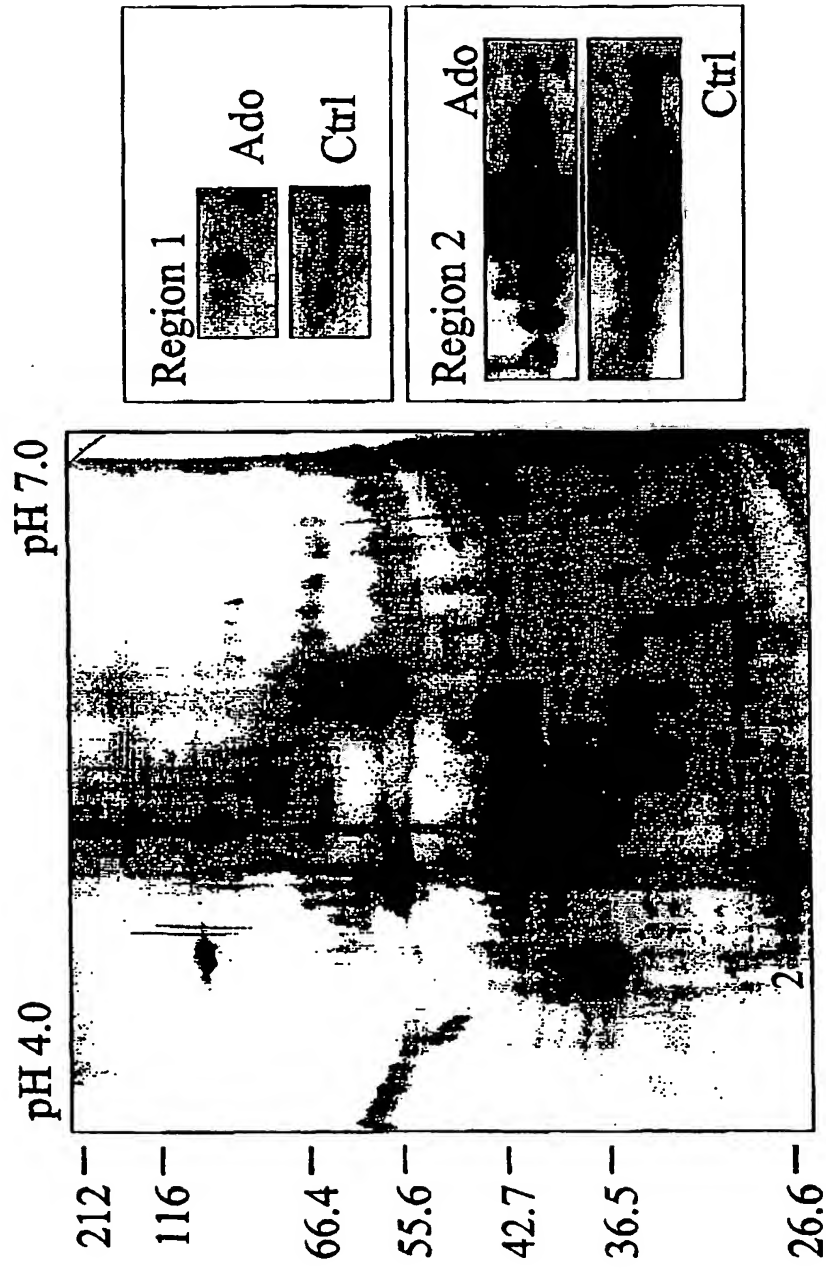 pH 4.0
pH 7.0
212
116
66.4
55.6
42.7
36.5
26.6
2
Region 1
Ado
Ctrl
Region 2
Ado
Ctrl